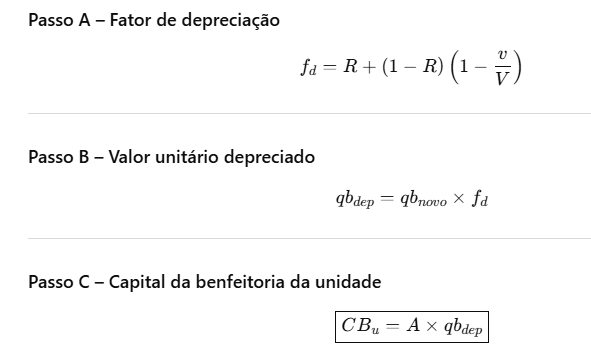 Passo A – Fator de depreciação
f_d = R + (1 − R) (1 − v/V)
Passo B – Valor unitário depreciado
qb_dep = qb_novo × f_d
Passo C – Capital da benfeitoria da unidade
CB_u = A × qb_dep